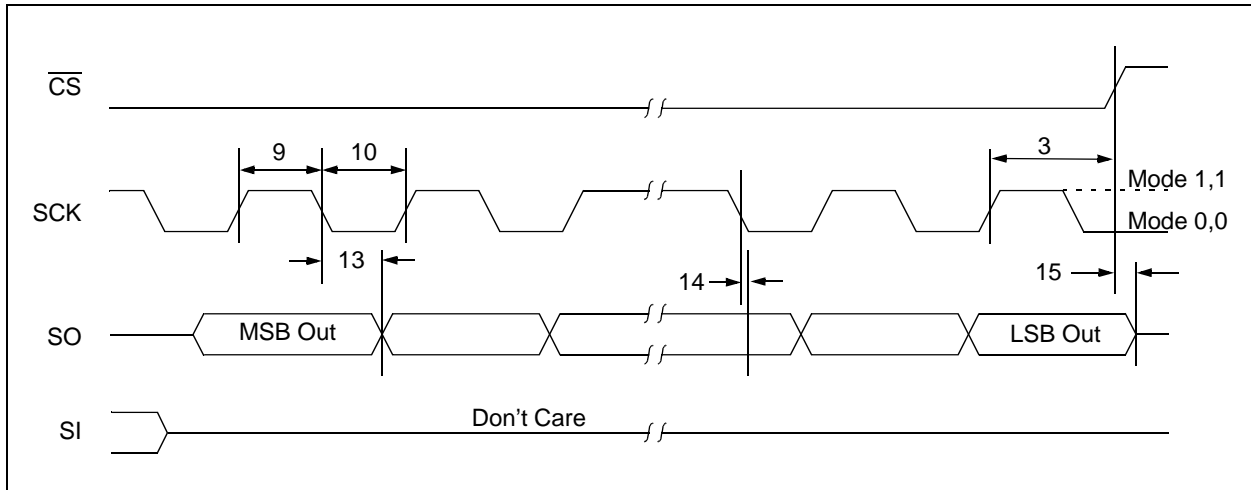 CS
9
10
3
Mode 1,1
SCK
Mode 0,0
13
14
15
SO
MSB Out
LSB Out
Don't Care
SI